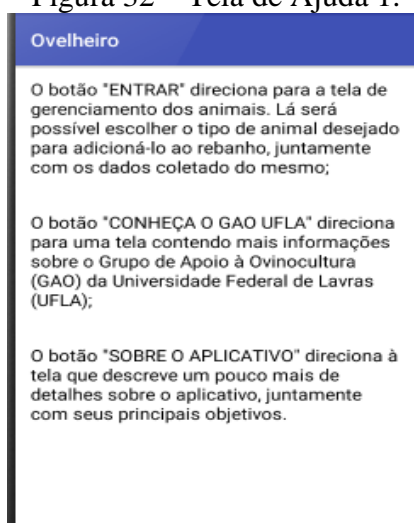 Figura 32 – Tela de Ajuda 1.
Ovelheiro
O botão "ENTRAR" direciona para a tela de
gerenciamento dos animais. Lá será
possível escolher o tipo de animal desejado
para adicioná-lo ao rebanho, juntamente
com os dados coletado do mesmo;
O botão "CONHEÇA O GAO UFLA" direciona
para uma tela contendo mais informações
sobre o Grupo de Apoio à Ovinocultura
(GAO) da Universidade Federal de Lavras
(UFLA);
O botão "SOBRE O APLICATIVO" direciona à
tela que descreve um pouco mais de
detalhes sobre o aplicativo, juntamente
com seus principais objetivos.